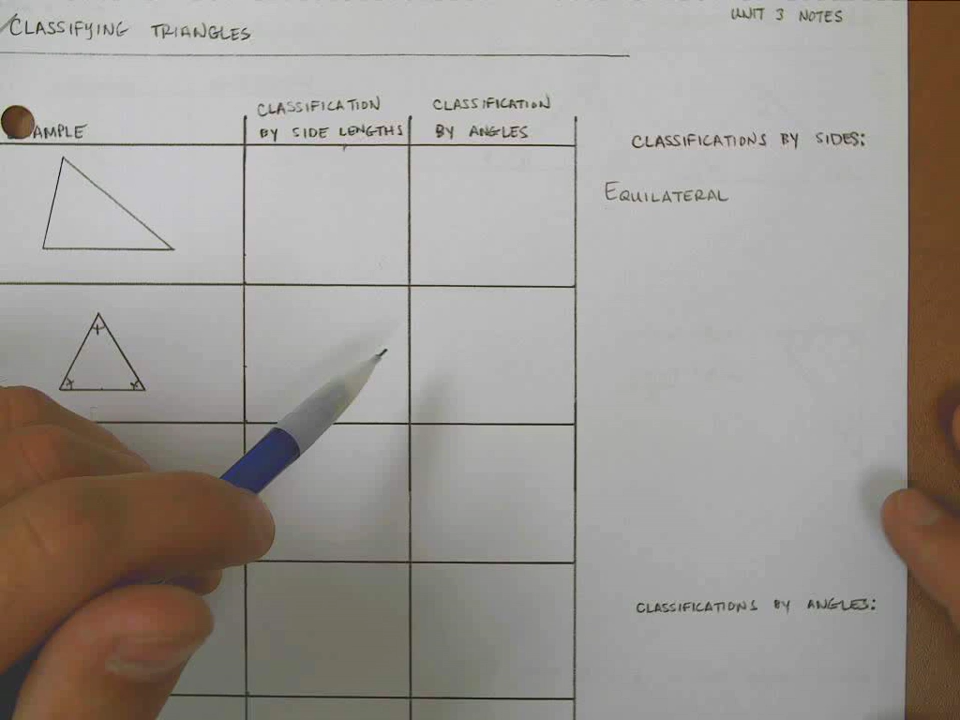 CLASSIFYING TRIANGLES
UNIT 3 NOTES
AMPLE
CLASSIFICATION
BY SIDE LENGTHS
CLASSIFICATION
BY ANGLES
CLASSIFICATIONS BY SIDES:
EQUILATERAL
CLASSIFICATIONS BY ANGLES: